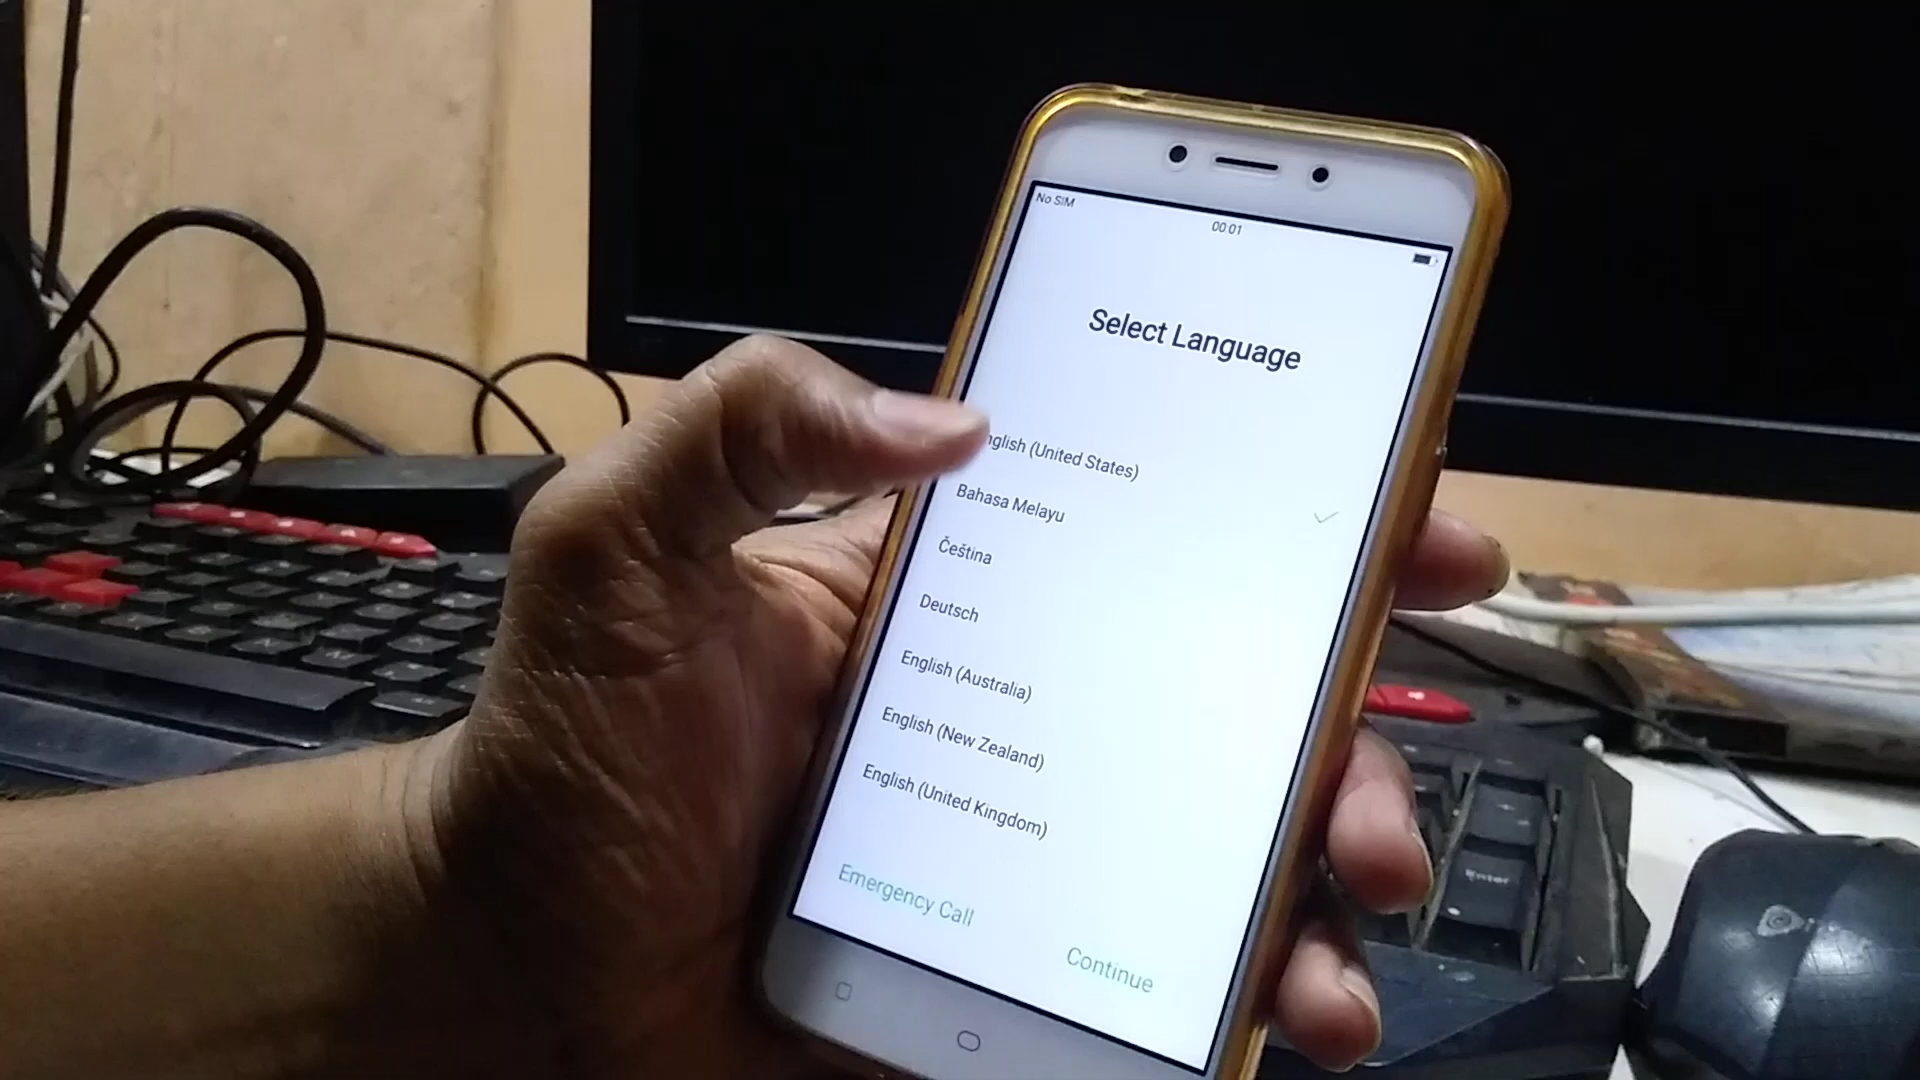 No SIM
00:01
Select Language
nglish (United States)
Bahasa Melayu
Čeština
Deutsch
English (Australia)
English (New Zealand)
English (United Kingdom)
Emergency Call
Continue
Enter